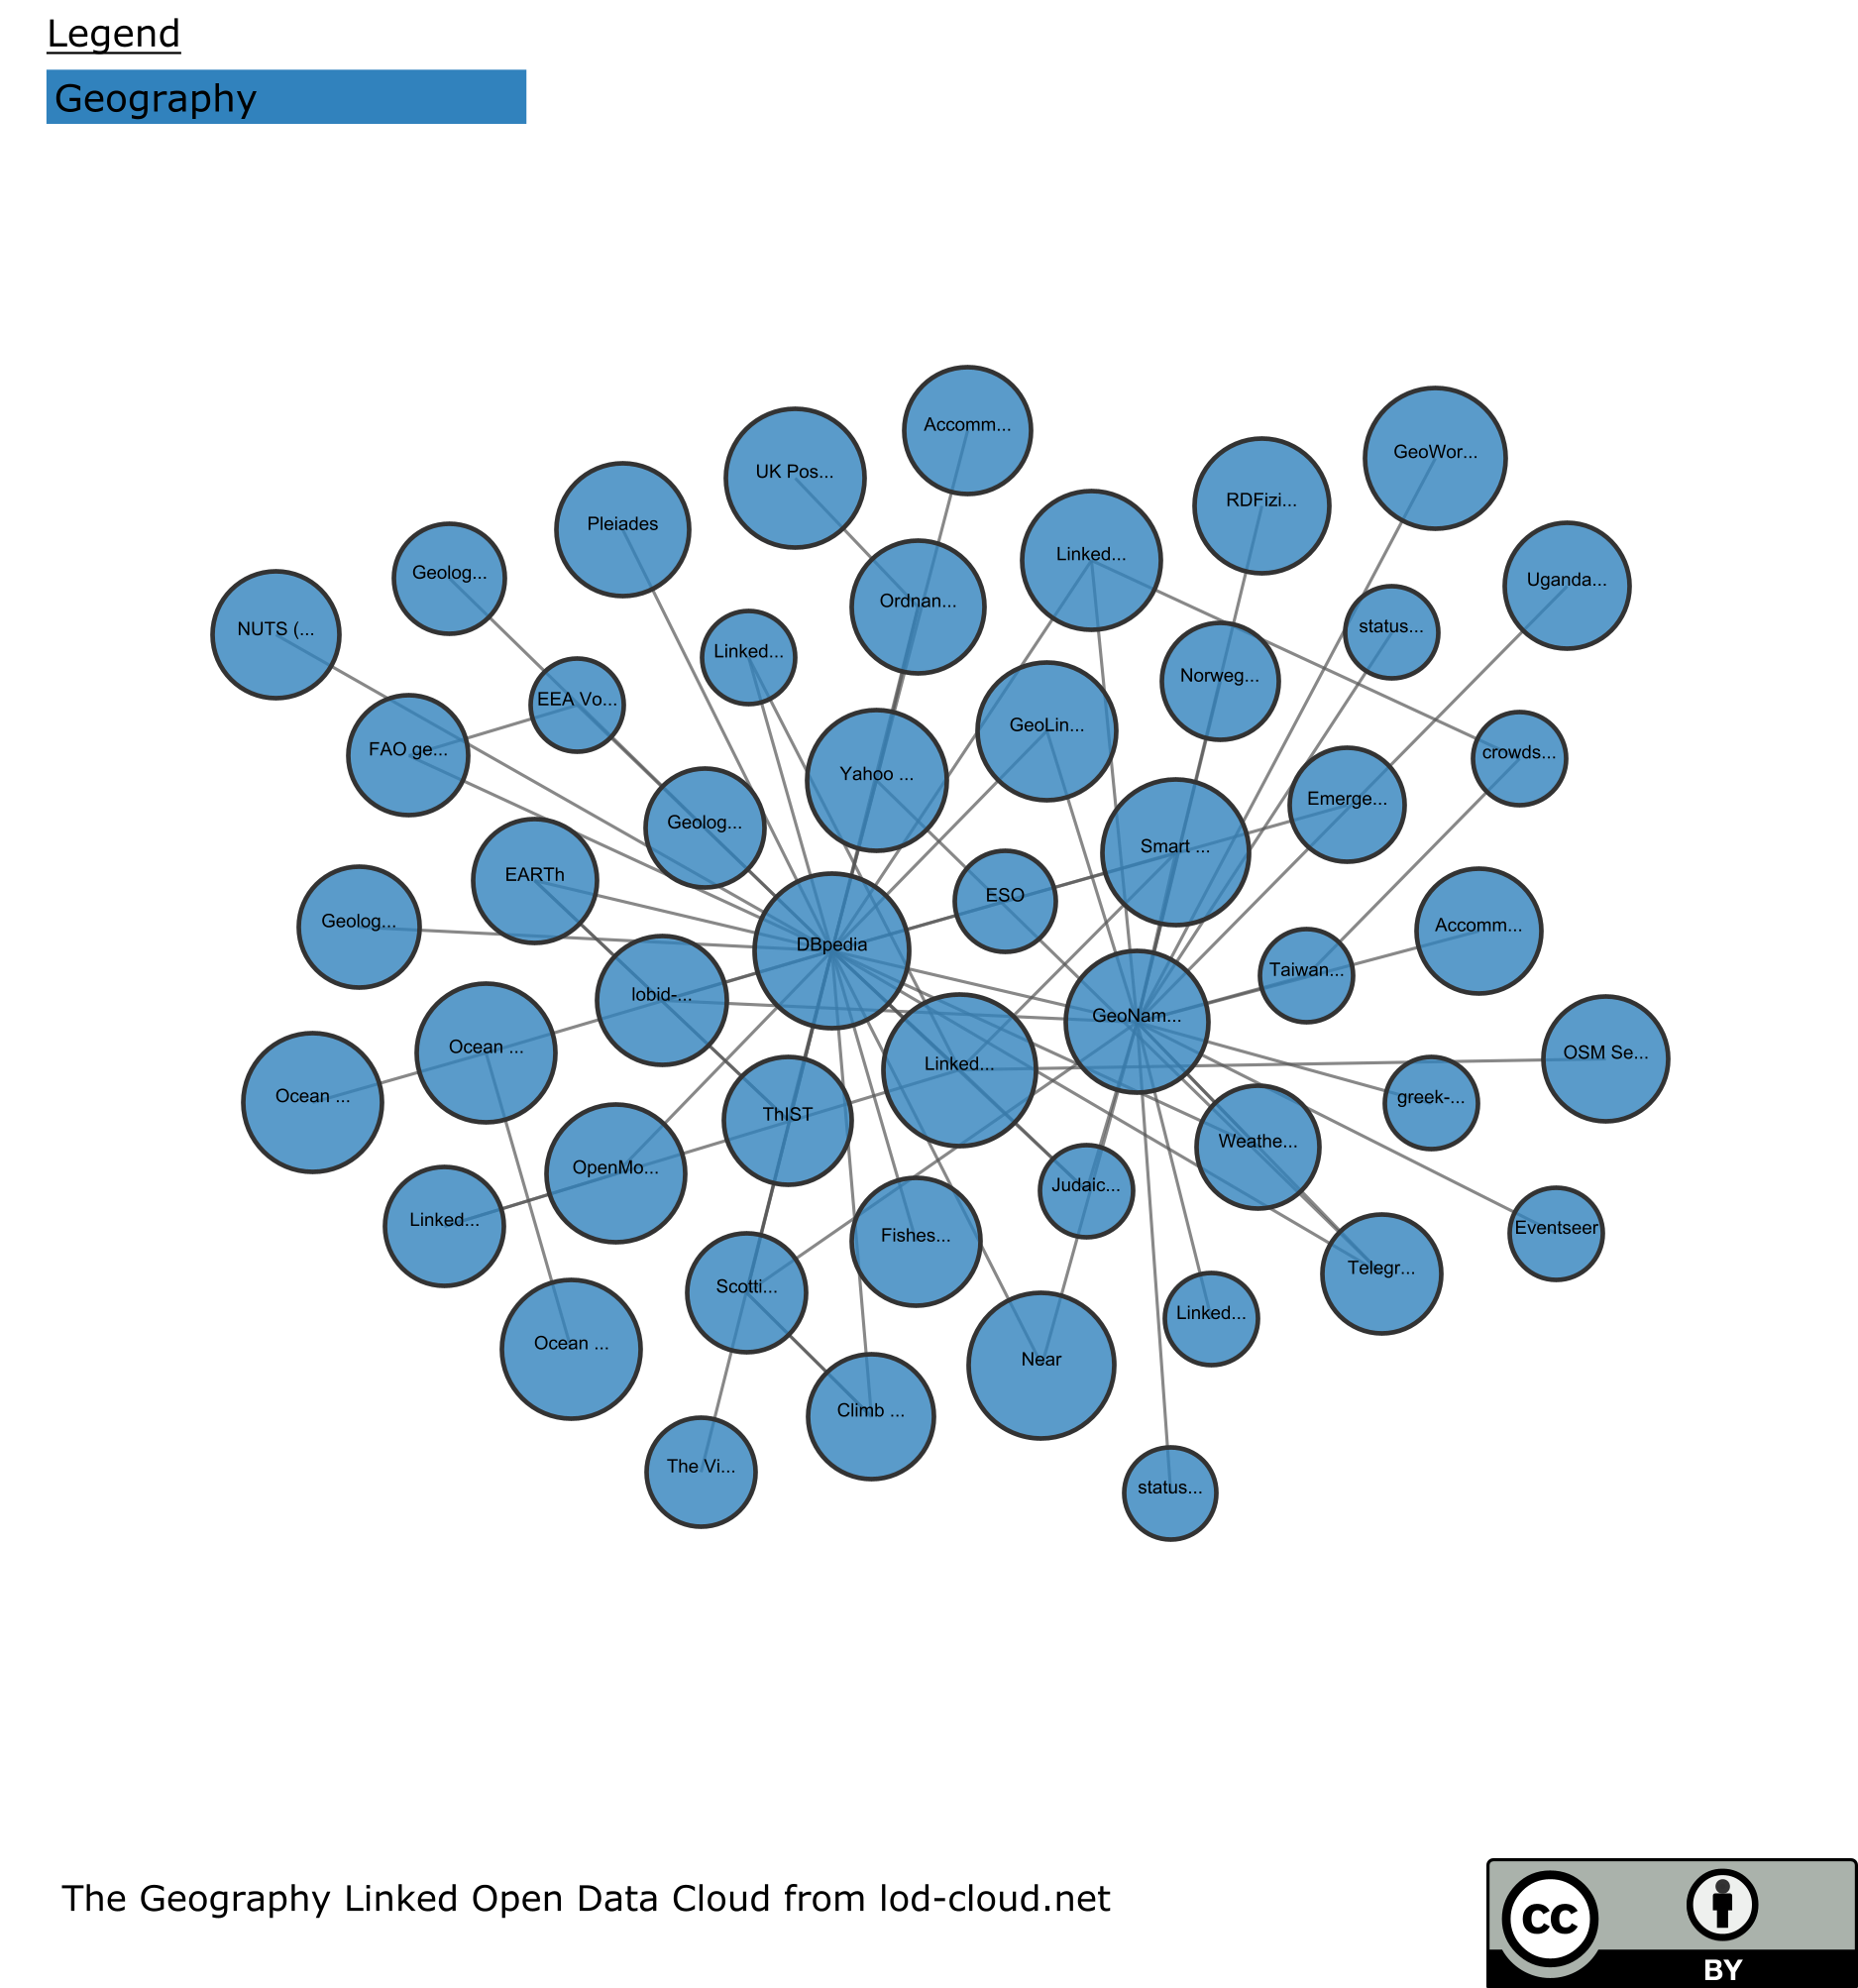 Legend
Geography
Accomm...
GeoWor...
UK Pos...
RDFizi...
Pleiades
Linked...
Geolog...
Uganda...
Ordnan...
NUTS (...
status...
Linked...
Norweg...
EEA Vo...
GeoLin...
FAO ge...
crowds...
Yahoo ...
Emerge...
Geolog...
Smart ...
EARTh
ESO
Geolog...
Accomm...
DBpedia
Taiwan...
lobid-...
GeoNam...
Ocean ...
OSM Se...
Linked...
Ocean ...
greek-...
ThIST
Weathe...
OpenMo...
Judaic...
Linked...
Eventseer
Fishes...
Telegr...
Scotti...
Linked...
Ocean ...
Near
Climb ...
The Vi...
status...
The Geography Linked Open Data Cloud from lod-cloud.net
cc
BY